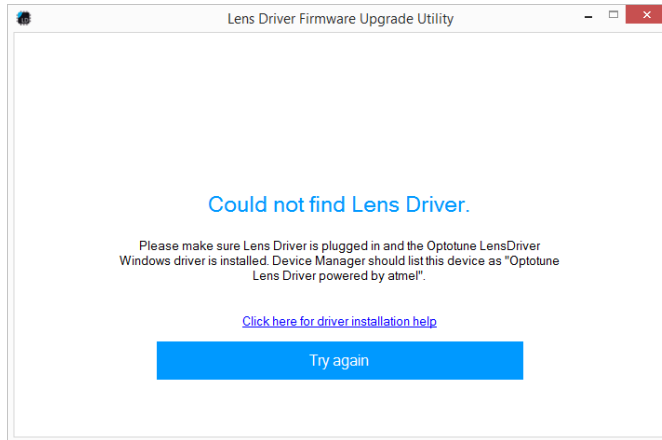 Lens Driver Firmware Upgrade Utility
Could not find Lens Driver.
Please make sure Lens Driver is plugged in and the Optotune LensDriver
Windows driver is installed. Device Manager should list this device as "Optotune
Lens Driver powered by atmel".
Click here for driver installation help
Try again